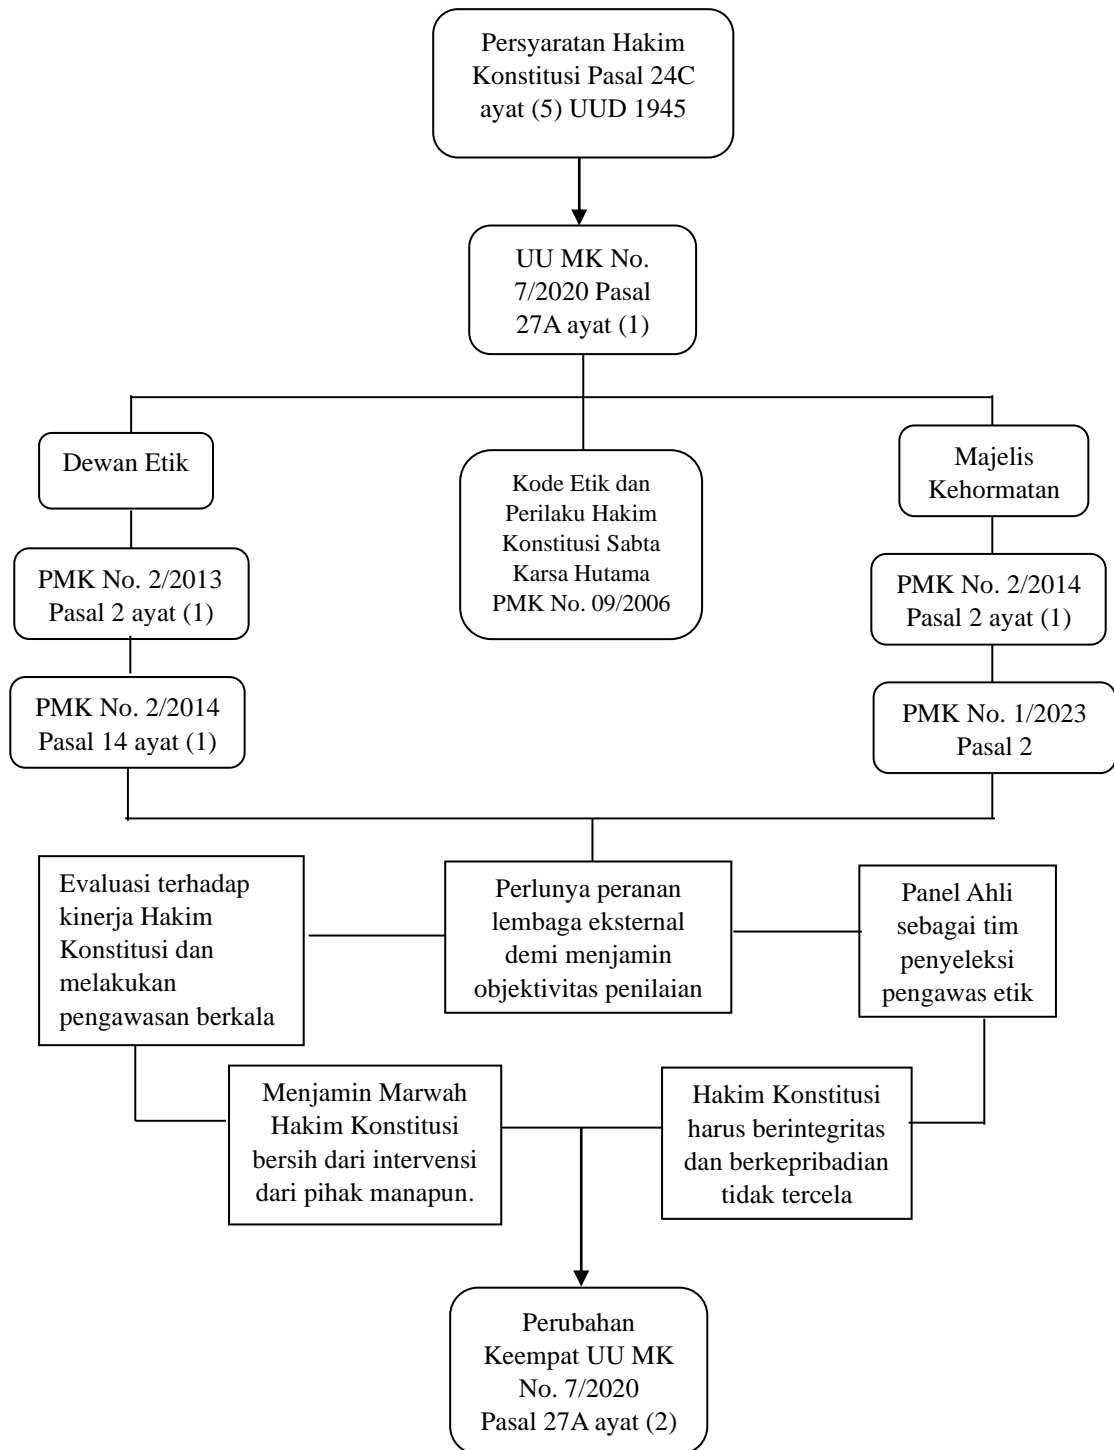 Persyaratan Hakim
Konstitusi Pasal 24C
ayat (5) UUD 1945
UU MK No.
7/2020 Pasal
27A ayat (1)
Dewan Etik
Kode Etik dan
Perilaku Hakim
Konstitusi Sabta
Karsa Hutama
PMK No. 09/2006
Majelis
Kehormatan
PMK No. 2/2013
Pasal 2 ayat (1)
PMK No. 2/2014
Pasal 2 ayat (1)
PMK No. 2/2014
Pasal 14 ayat (1)
PMK No. 1/2023
Pasal 2
Evaluasi terhadap
kinerja Hakim
Konstitusi dan
melakukan
pengawasan berkala
Perlunya peranan
lembaga eksternal
demi menjamin
objektivitas penilaian
Panel Ahli
sebagai tim
penyeleksi
pengawas etik
Menjamin Marwah
Hakim Konstitusi
bersih dari intervensi
dari pihak manapun.
Hakim Konstitusi
harus berintegritas
dan berkepribadian
tidak tercela
Perubahan
Keempat UU MK
No. 7/2020
Pasal 27A ayat (2)